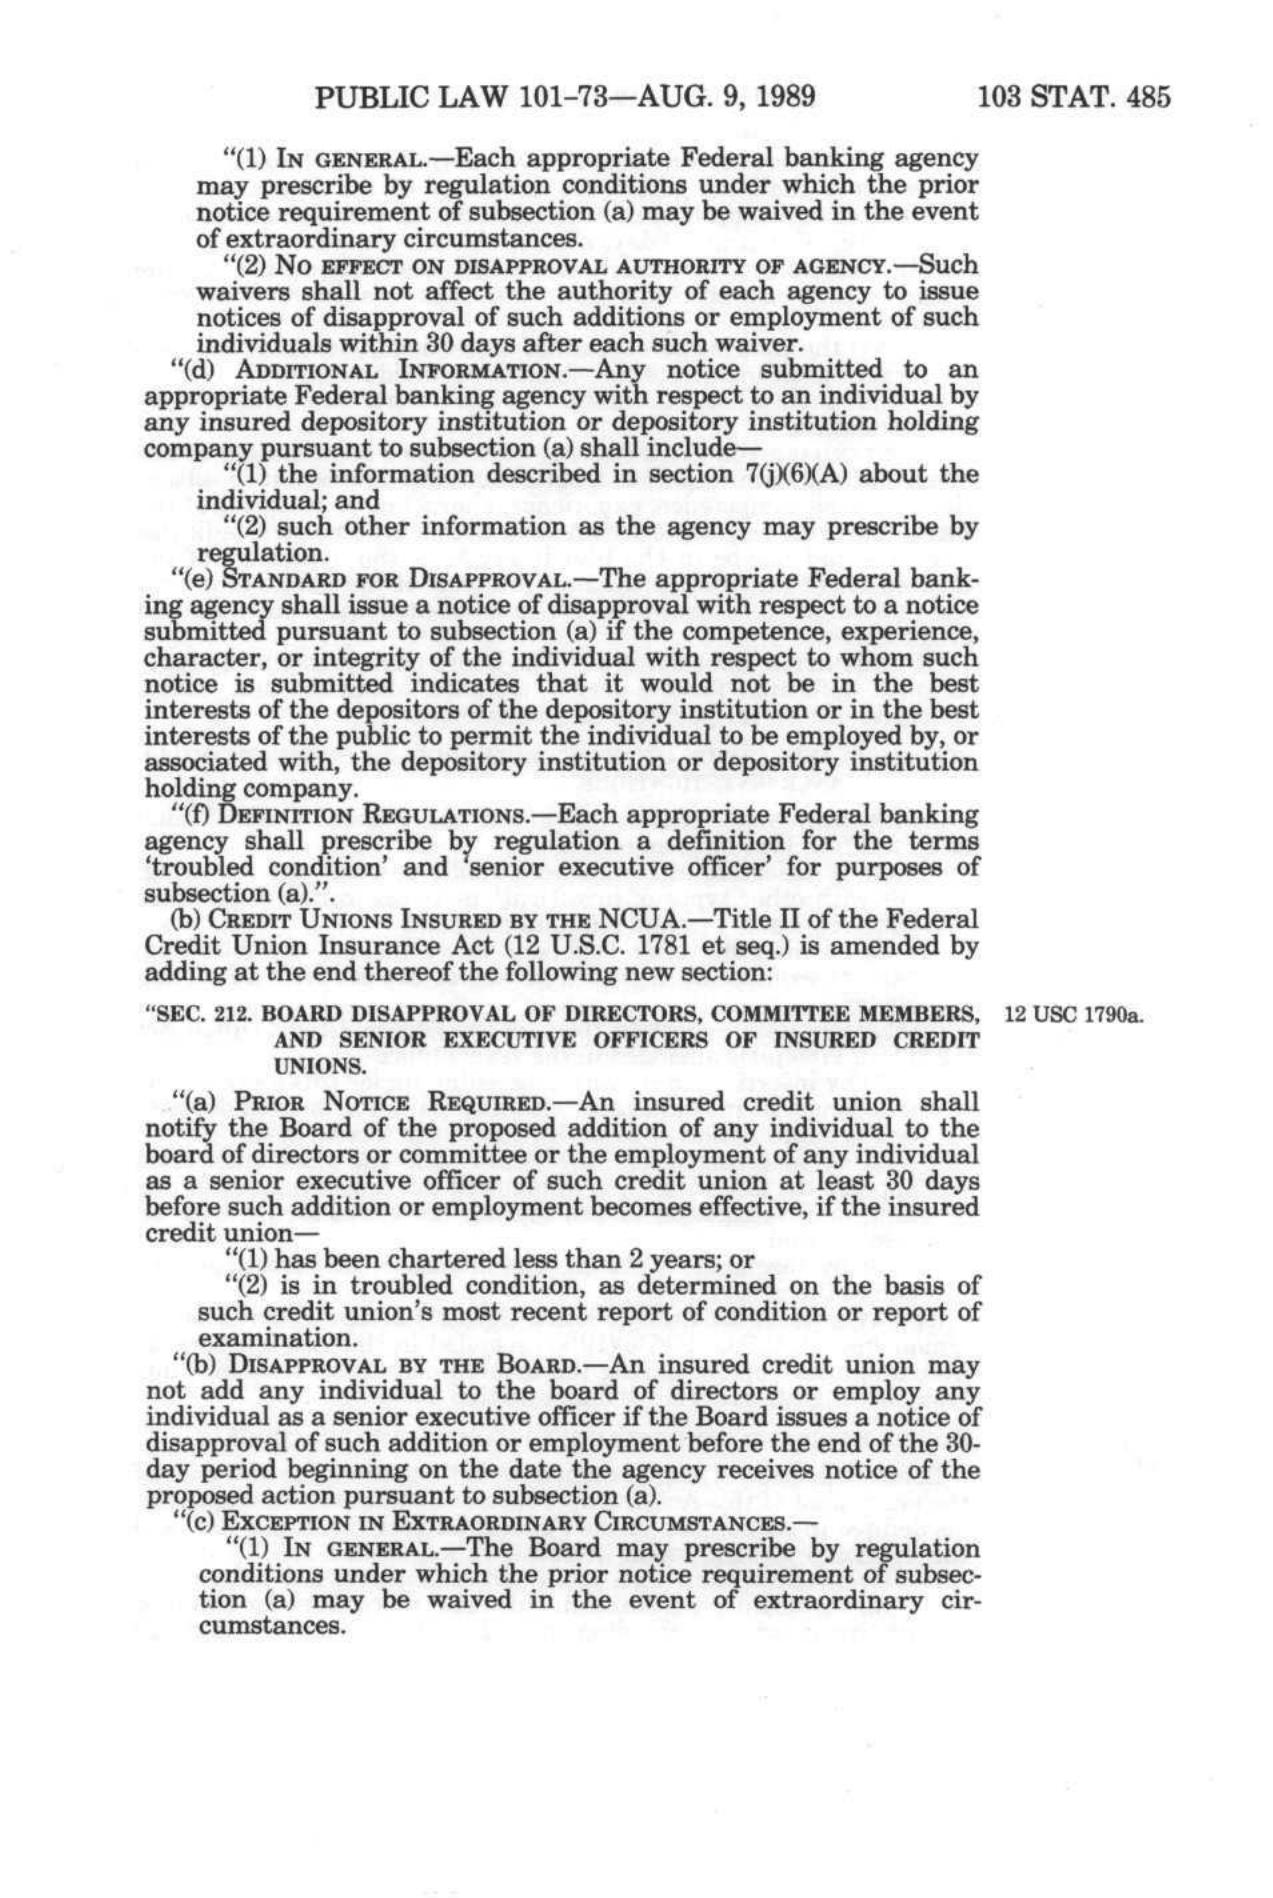 PUBLIC LAW 101-73—AUG. 9, 1989 103 STAT. 485
“(1) IN GENERAL.—Each appropriate Federal banking agency
may prescribe by regulation conditions under which the prior
notice requirement of subsection (a) may be waived in the event
of extraordinary circumstances.
“(2) NO EFFECT ON DISAPPROVAL AUTHORITY OF AGENCY.—Such
waivers shall not affect the authority of each agency to issue
notices of disapproval of such additions or employment of such
individuals within 30 days after each such waiver.
“(d) ADDITIONAL INFORMATION.—Any notice submitted to an
appropriate Federal banking agency with respect to an individual by
any insured depository institution or depository institution holding
company pursuant to subsection (a) shall include—
“(1) the information described in section 7(j)(6)(A) about the
individual; and
“(2) such other information as the agency may prescribe by
regulation.
“(e) STANDARD FOR DISAPPROVAL.—The appropriate Federal bank-
ing agency shall issue a notice of disapproval with respect to a notice
submitted pursuant to subsection (a) if the competence, experience,
character, or integrity of the individual with respect to whom such
notice is submitted indicates that it would not be in the best
interests of the depositors of the depository institution or in the best
interests of the public to permit the individual to be employed by, or
associated with, the depository institution or depository institution
holding company.
“(f) DEFINITION REGULATIONS.—Each appropriate Federal banking
agency shall prescribe by regulation a definition for the terms
‘troubled condition’ and ‘senior executive officer’ for purposes of
subsection (a).”.
(b) CREDIT UNIONS INSURED BY THE NCUA.—Title II of the Federal
Credit Union Insurance Act (12 U.S.C. 1781 et seq.) is amended by
adding at the end thereof the following new section:
“SEC. 212. BOARD DISAPPROVAL OF DIRECTORS, COMMITTEE MEMBERS, 12 USC 1790a.
AND SENIOR EXECUTIVE OFFICERS OF INSURED CREDIT
UNIONS.
“(a) PRIOR NOTICE REQUIRED.—An insured credit union shall
notify the Board of the proposed addition of any individual to the
board of directors or committee or the employment of any individual
as a senior executive officer of such credit union at least 30 days
before such addition or employment becomes effective, if the insured
credit union—
“(1) has been chartered less than 2 years; or
“(2) is in troubled condition, as determined on the basis of
such credit union’s most recent report of condition or report of
examination.
“(b) DISAPPROVAL BY THE BOARD.—An insured credit union may
not add any individual to the board of directors or employ any
individual as a senior executive officer if the Board issues a notice of
disapproval of such addition or employment before the end of the 30-
day period beginning on the date the agency receives notice of the
proposed action pursuant to subsection (a).
“(c) EXCEPTION IN EXTRAORDINARY CIRCUMSTANCES.—
“(1) IN GENERAL.—The Board may prescribe by regulation
conditions under which the prior notice requirement of subsec-
tion (a) may be waived in the event of extraordinary cir-
cumstances.